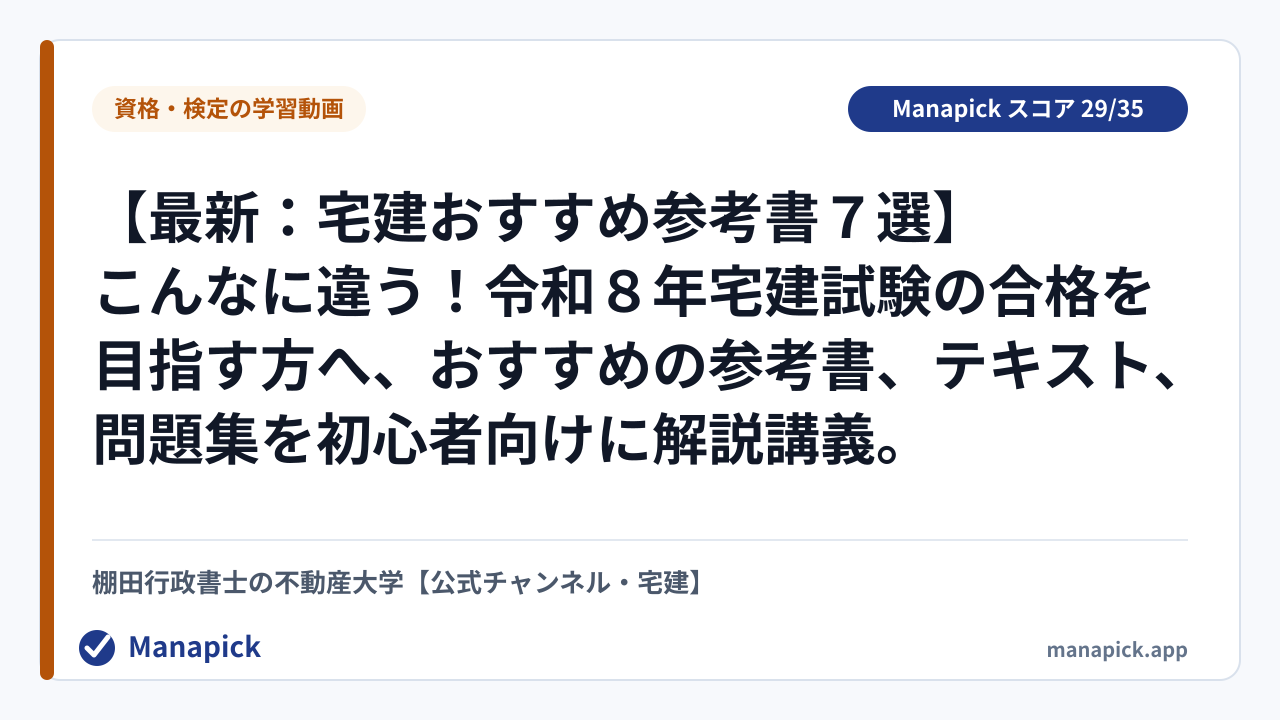 資格・検定の学習動画
Manapick スコア 29/35
【最新：宅建おすすめ参考書７選】
こんなに違う！令和８年宅建試験の合格を
目指す方へ、おすすめの参考書、テキスト、
問題集を初心者向けに解説講義。
棚田行政書士の不動産大学【公式チャンネル・宅建】
Manapick
manapick.app